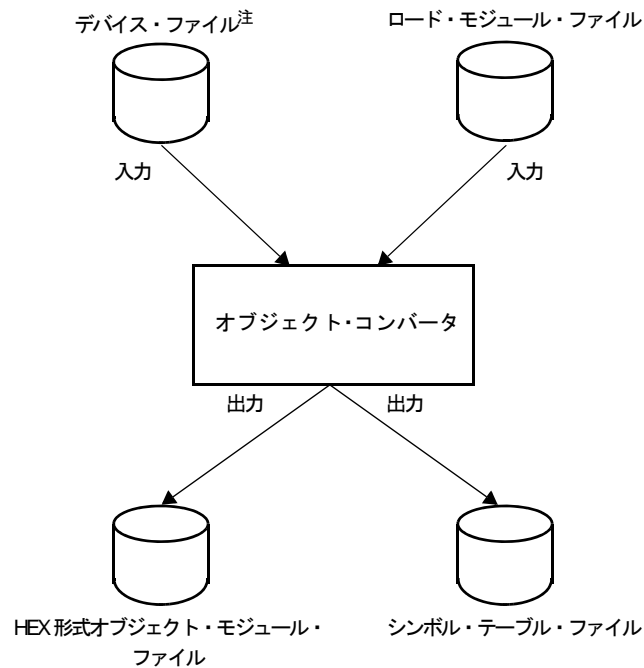 デバイス・ファイル注
ロード・モジュール・ファイル
入力
入力
オブジェクト・コンバータ
出力
出力
HEX 形式オブジェクト・モジュール・
ファイル
シンボル・テーブル・ファイル